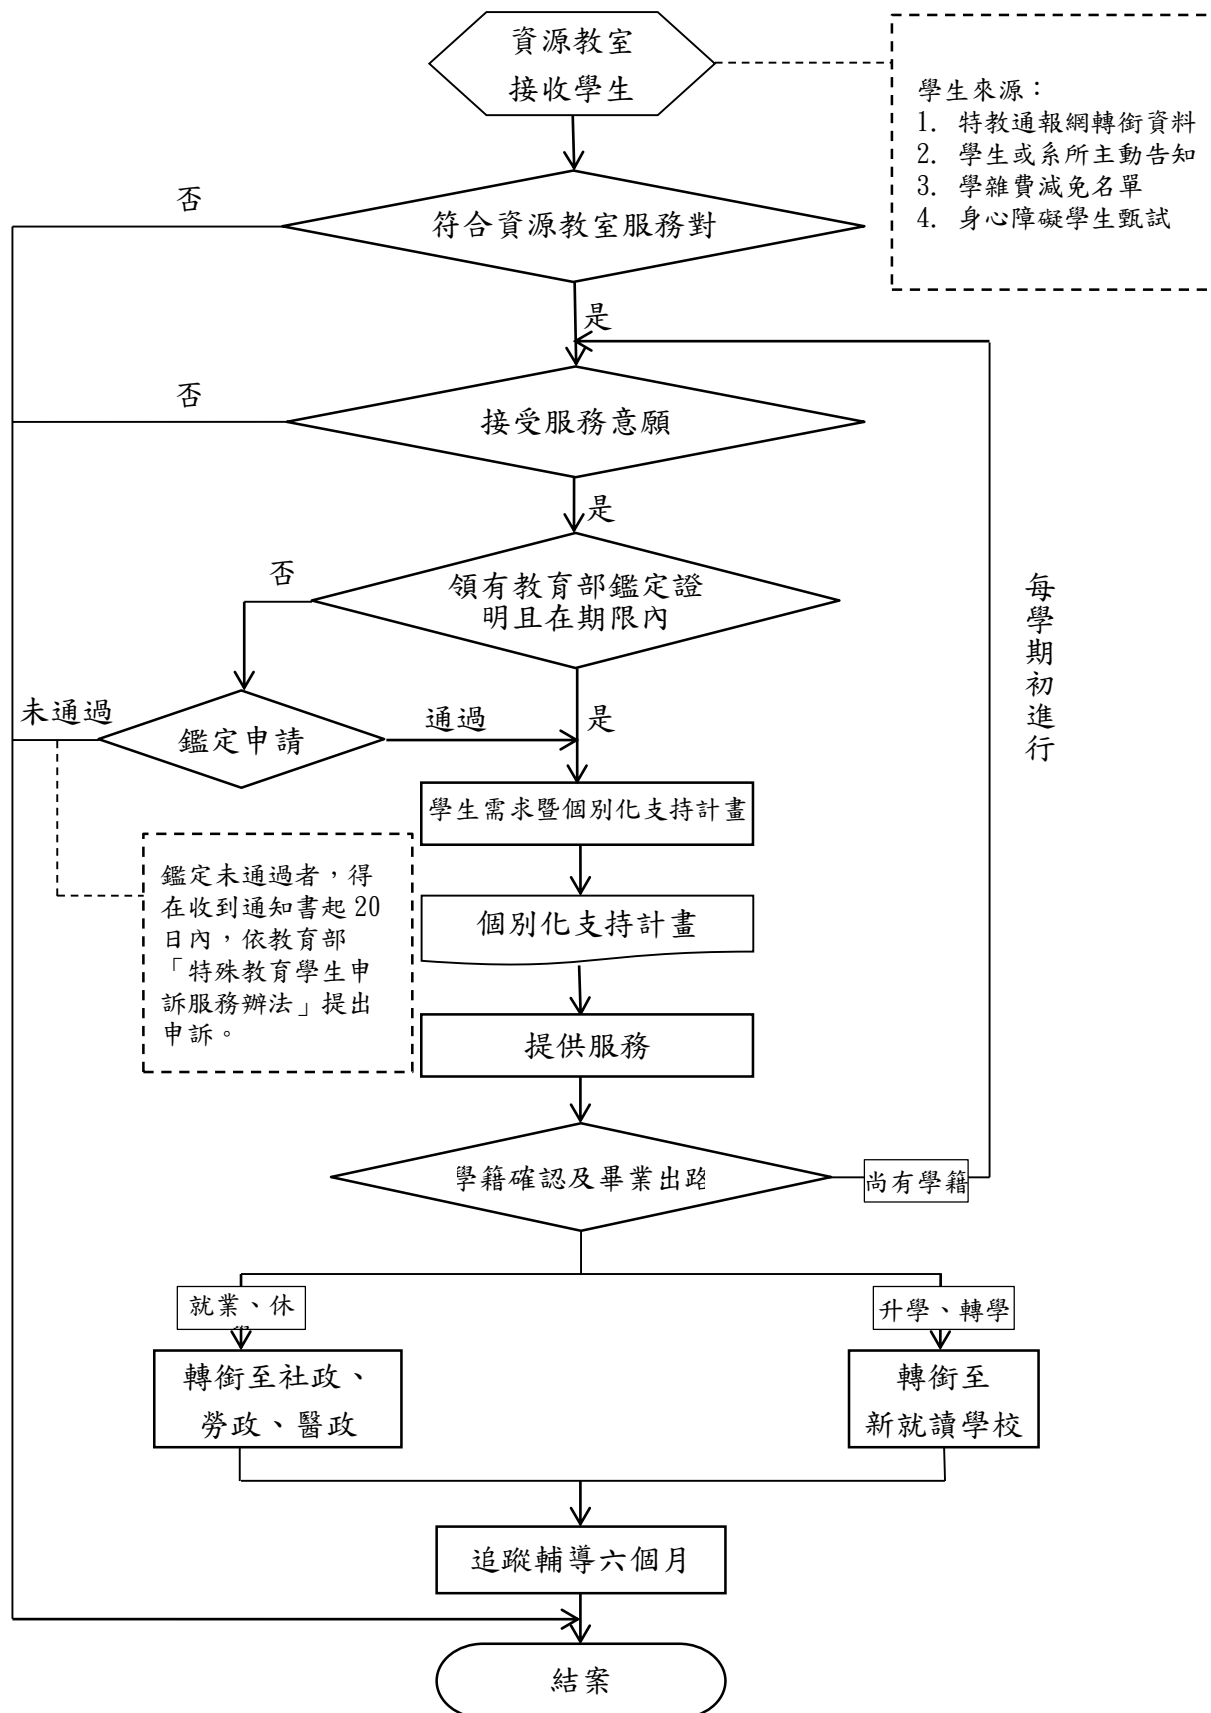 資源教室
接收學生
學生來源：
1. 特教通報網轉銜資料
2. 學生或系所主動告知
3. 學雜費減免名單
4. 身心障礙學生甄試
否
符合資源教室服務對
是
否
接受服務意願
是
否
領有教育部鑑定證
明且在期限內
每學期初進行
未通過
鑑定申請
通過
是
學生需求暨個別化支持計畫
鑑定未通過者，得
在收到通知書起 20
日內，依教育部
「特殊教育學生申
訴服務辦法」提出
申訴。
個別化支持計畫
提供服務
學籍確認及畢業出路
尚有學籍
就業、休
升學、轉學
轉銜至社政、
勞政、醫政
轉銜至
新就讀學校
追蹤輔導六個月
結案